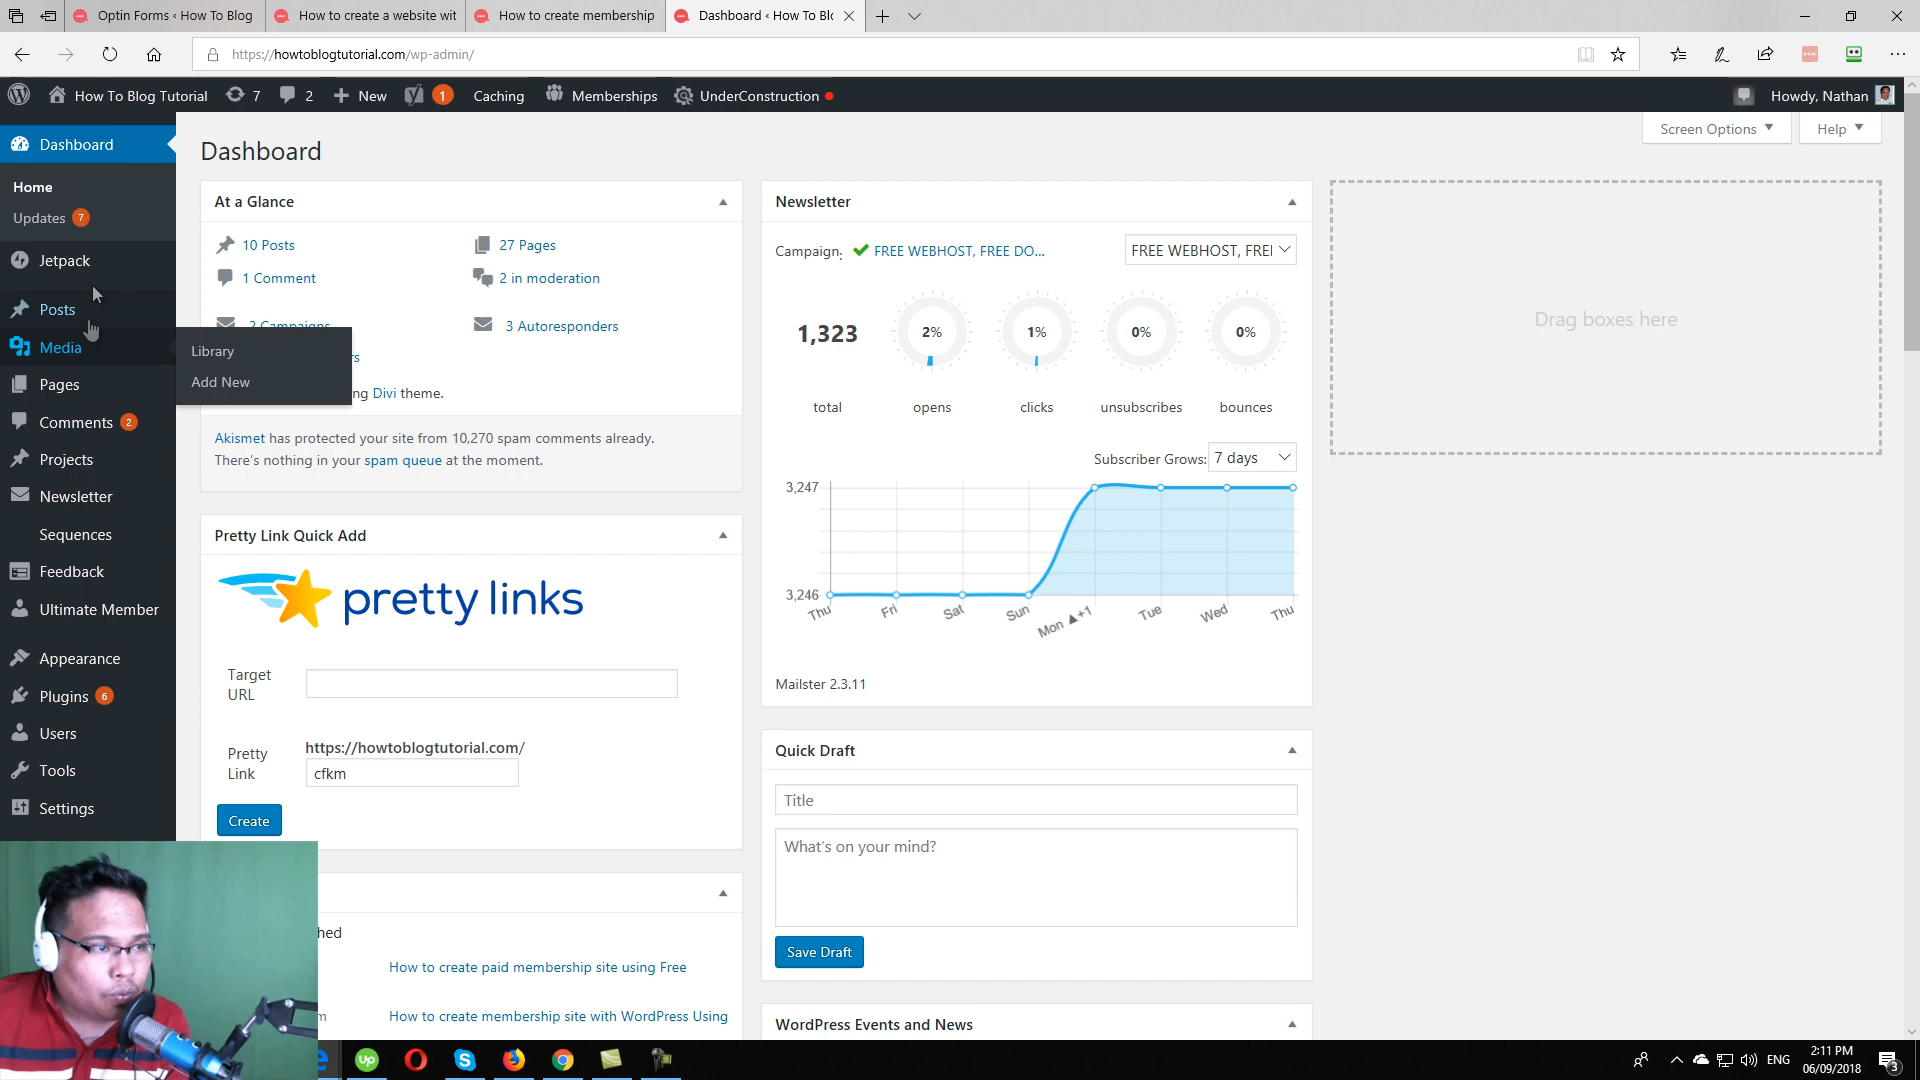 Optin Forms ‹ How To Blog
How to create a website wit
How to create membership
Dashboard ‹ How To Blo
https://howtoblogtutorial.com/wp-admin/
How To Blog Tutorial
7
2
New
1
Caching
Memberships
UnderConstruction
Howdy, Nathan
Dashboard
Home
Updates 7
Jetpack
Posts
Media
Library
Add New
Pages
Comments 2
Projects
Newsletter
Sequences
Feedback
Ultimate Member
Appearance
Plugins 6
Users
Tools
Settings
Dashboard
Screen Options
Help
At a Glance
10 Posts
27 Pages
1 Comment
2 in moderation
2 Campaigns
3 Autoresponders
rs
ng Divi theme.
Akismet has protected your site from 10,270 spam comments already.
There's nothing in your spam queue at the moment.
Pretty Link Quick Add
pretty links
Target
URL
Pretty
Link
https://howtoblogtutorial.com/
cfkm
Create
hed
How to create paid membership site using Free
m
How to create membership site with WordPress Using
Newsletter
Campaign:
FREE WEBHOST, FREE DO...
FREE WEBHOST, FREI
1,323
2%
1%
0%
0%
total
opens
clicks
unsubscribes
bounces
Subscriber Grows:
7 days
3,247
3,246
Thu
Fri
Sat
Sun
Mon ▲+1
Tue
Wed
Thu
Mailster 2.3.11
Quick Draft
Title
What's on your mind?
Save Draft
WordPress Events and News
Drag boxes here
up
ENG
2:11 PM
06/09/2018
3